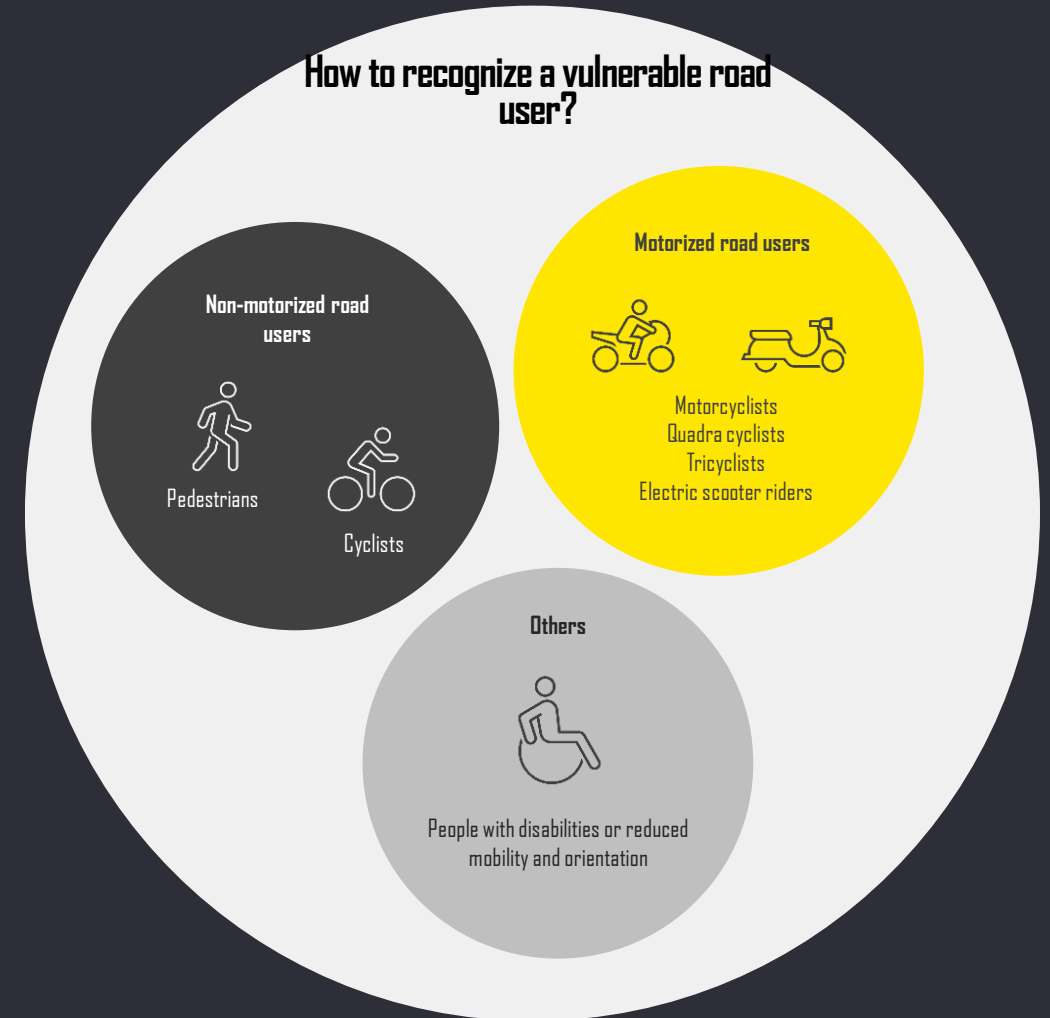 How to recognize a vulnerable road
user?
Non-motorized road
users
Pedestrians
Cyclists
Motorized road users
Motorcyclists
Quadra cyclists
Tricyclists
Electric scooter riders
Others
People with disabilities or reduced
mobility and orientation